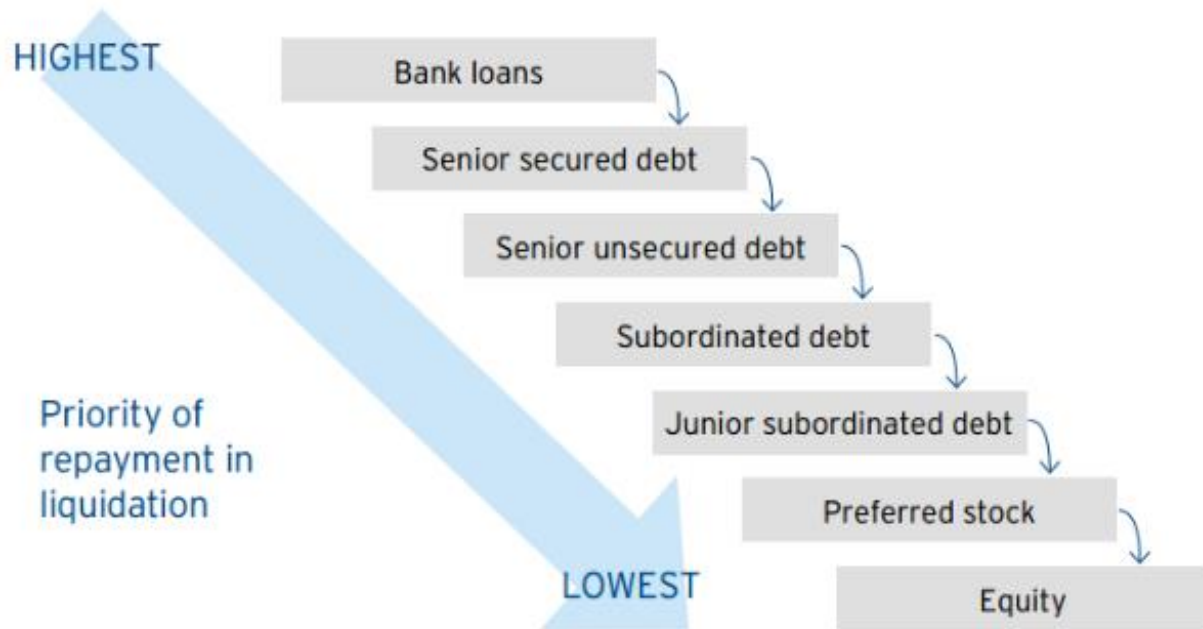 HIGHEST
Bank loans
Senior secured debt
Senior unsecured debt
Subordinated debt
Junior subordinated debt
Preferred stock
Equity
Priority of
repayment in
liquidation
LOWEST